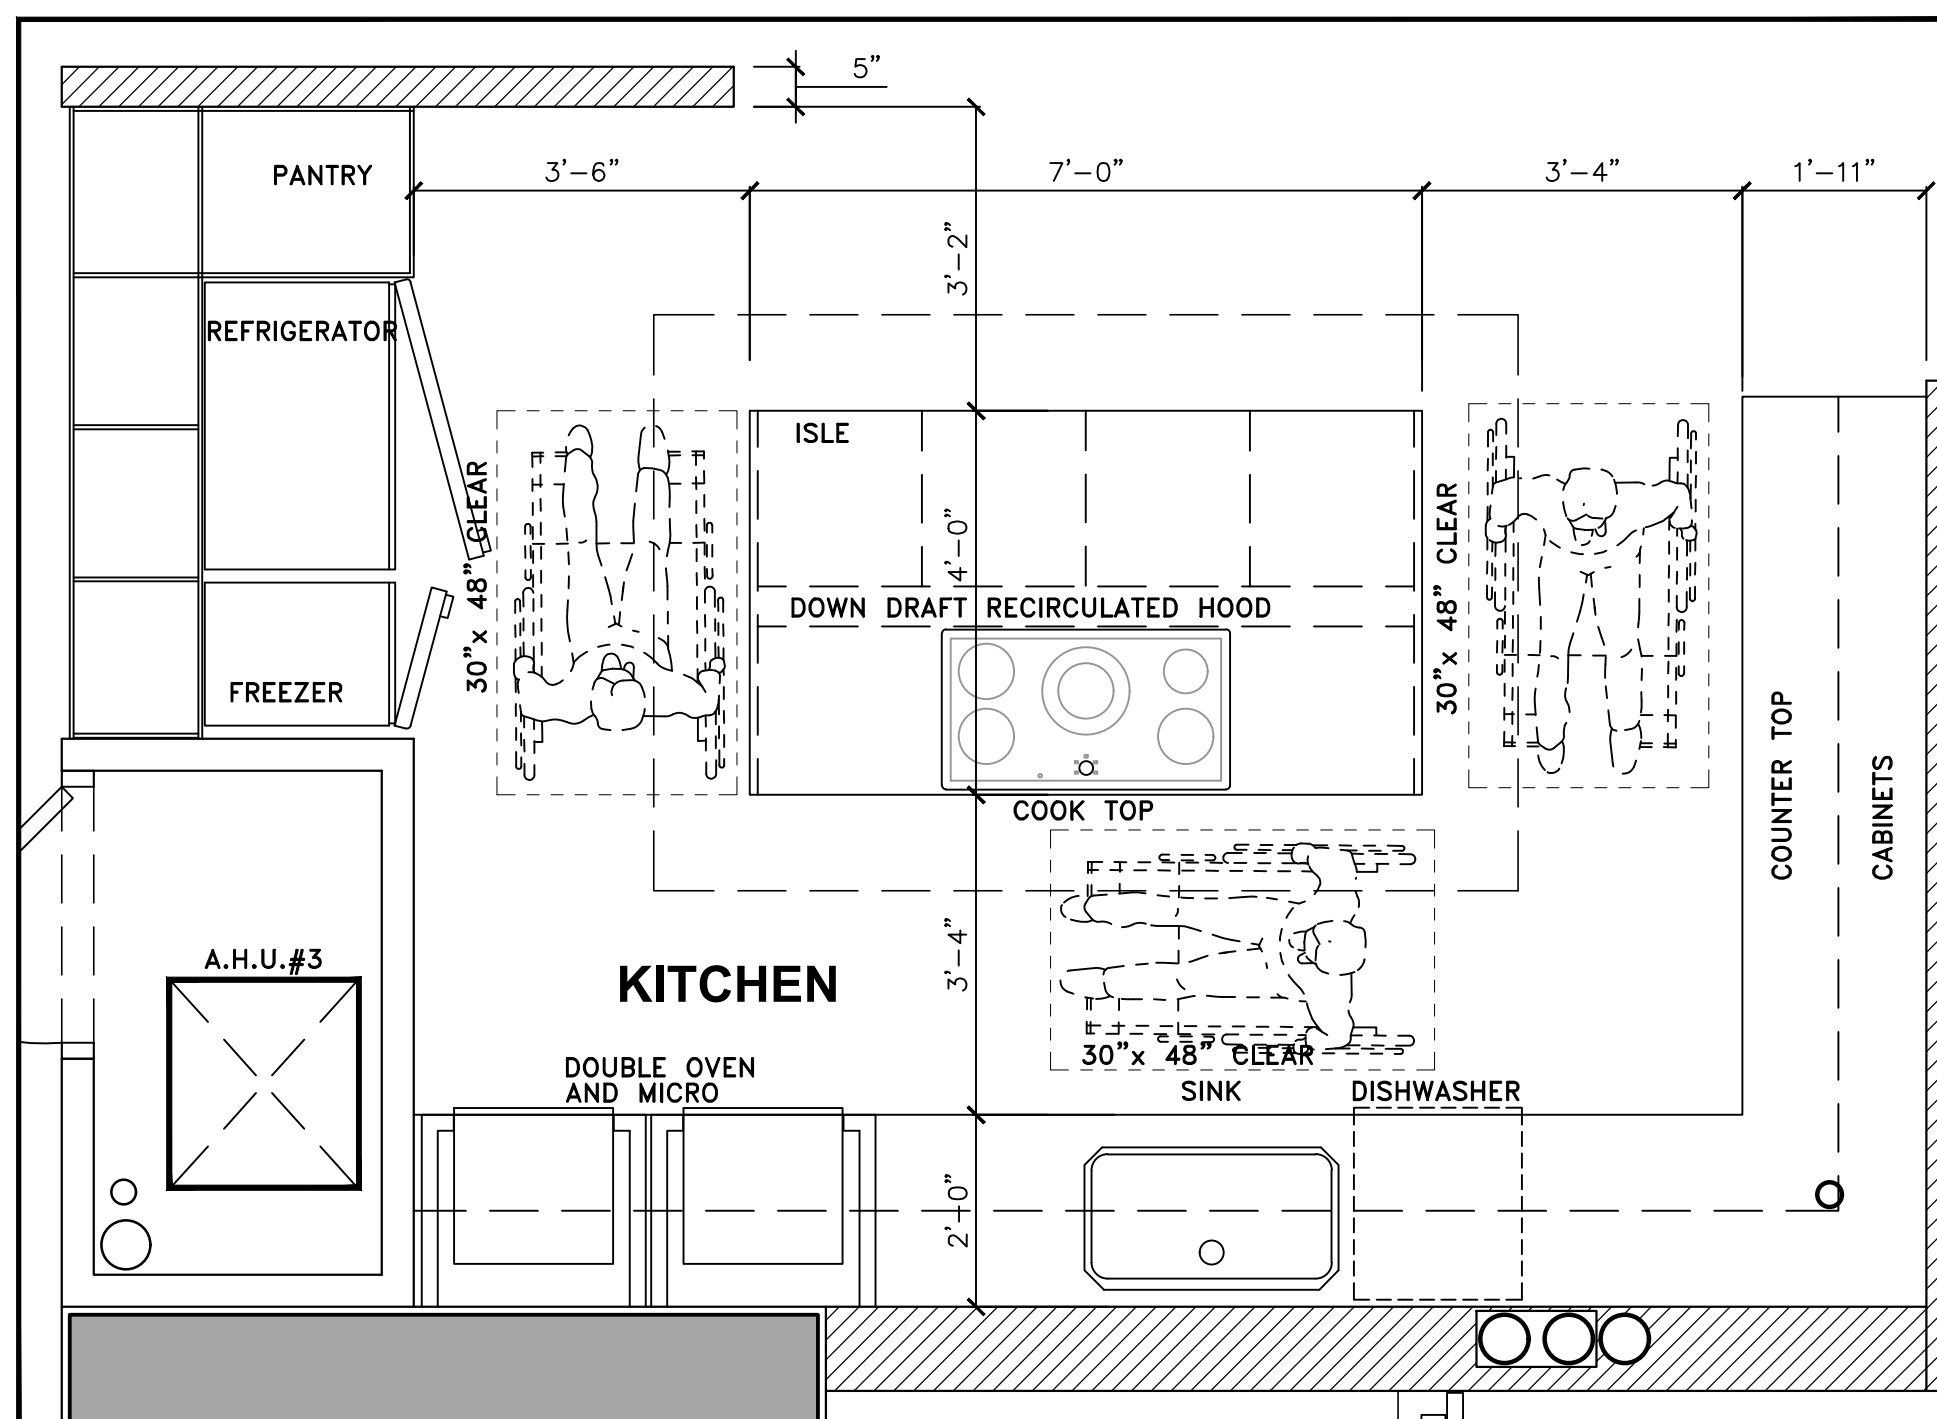 5”
PANTRY
3’-6”
7’-0”
3’-4”
1’-11”
3’-2”
REFRIGERATOR
ISLE
30”x 48” CLEAR
4’-0”
30”x 48” CLEAR
DOWN DRAFT RECIRCULATED HOOD
FREEZER
COOK TOP
COUNTER TOP
CABINETS
A.H.U.#3
KITCHEN
3’-4”
30”x 48” CLEAR
DOUBLE OVEN
AND MICRO
SINK
DISHWASHER
2’-0”